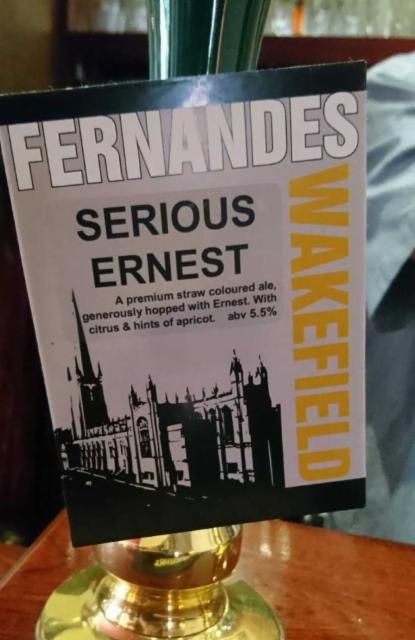 FERNANDES
WAKEFIELD
SERIOUS
ERNEST
A premium straw coloured ale,
generously hopped with Ernest. With
citrus & hints of apricot. abv 5.5%